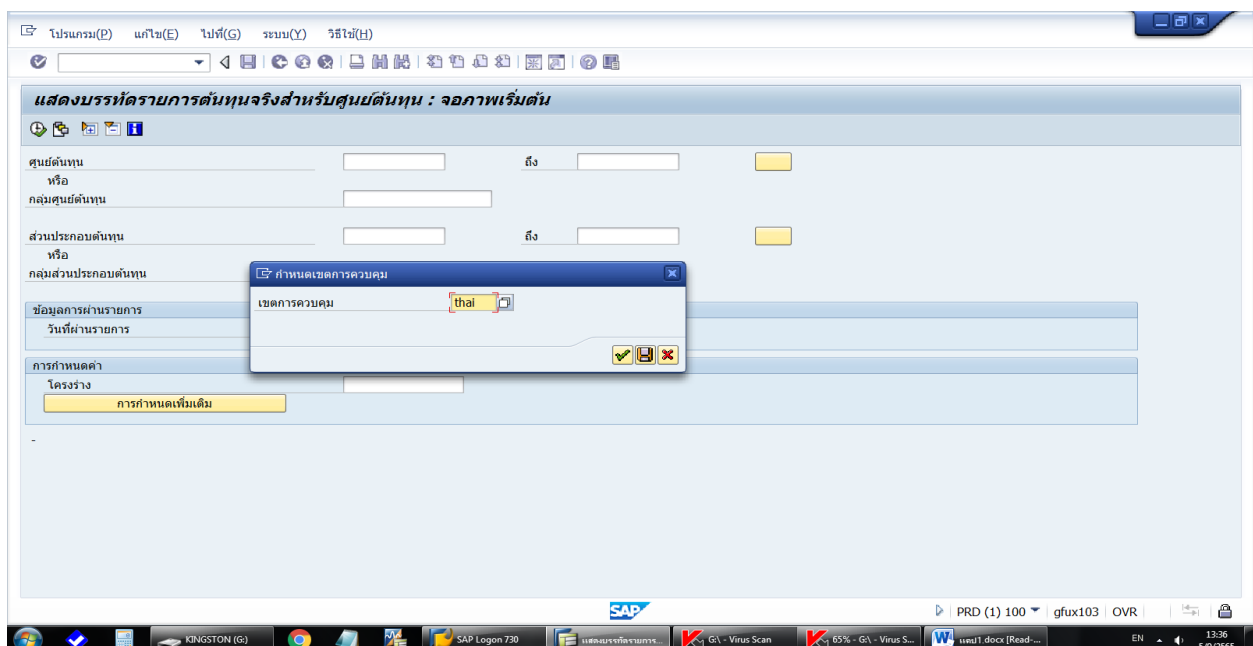 โปรแกรม(P) แก้ไข(E) ไปที่(G) ระบบ(Y) วิธีใช้(H)
แสดงบรรทัดรายการต้นทุนจริงสำหรับศูนย์ต้นทุน : จอภาพเริ่มต้น
ศูนย์ต้นทุน ถึง
หรือ
กลุ่มศูนย์ต้นทุน
ส่วนประกอบต้นทุน ถึง
หรือ
กลุ่มส่วนประกอบต้นทุน
กำหนดเขตการควบคุม
เขตการควบคุม thai
ข้อมูลการผ่านรายการ
วันที่ผ่านรายการ
การกำหนดค่า
โครงร่าง
การกำหนดเพิ่มเติม
-
SAP PRD (1) 100 gfux103 OVR
KINGSTON (G:) SAP Logon 730 แสดงบรรทัดรายการ... G:\ - Virus Scan 65% - G:\ - Virus S... แตป1.docx [Read-... EN 13:36